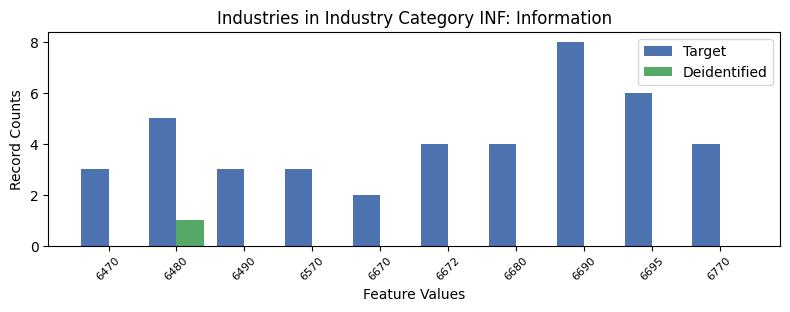 Industries in Industry Category INF: Information
Target
Deidentified
Record Counts
8
6
4
2
0
6470 6480 6490 6570 6670 6672 6680 6690 6695 6770
Feature Values